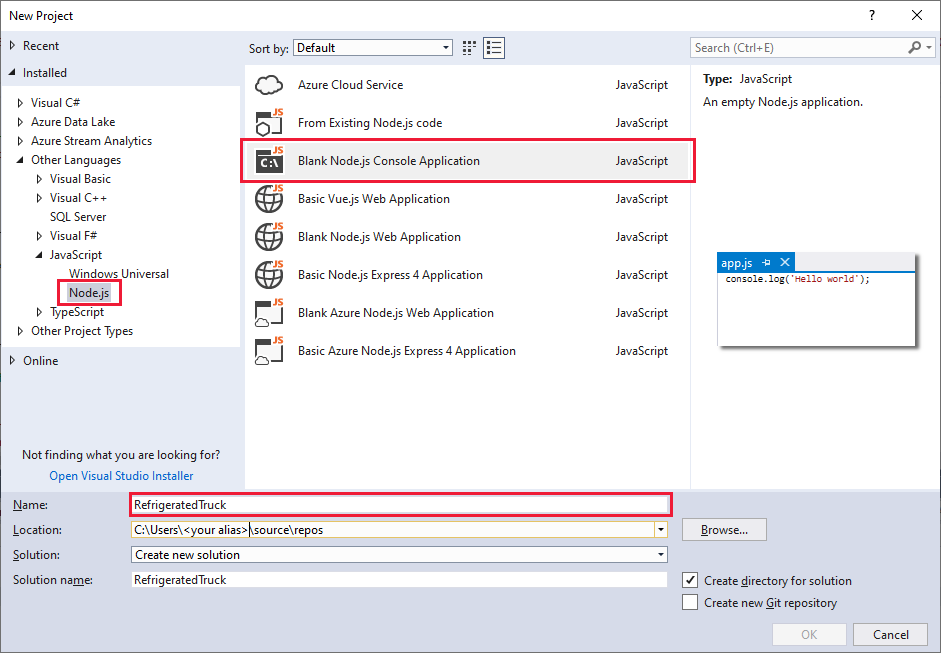 New Project
?
Recent
Installed
Visual C#
Azure Data Lake
Azure Stream Analytics
Other Languages
Visual Basic
Visual C++
SQL Server
Visual F#
JavaScript
Windows Universal
Node.js
TypeScript
Other Project Types
Online
Not finding what you are looking for?
Open Visual Studio Installer
Sort by: Default
Azure Cloud Service JavaScript
JS From Existing Node.js code JavaScript
JS C:\ Blank Node.js Console Application JavaScript
JS Basic Vue.js Web Application JavaScript
JS Blank Node.js Web Application JavaScript
JS Basic Node.js Express 4 Application JavaScript
JS Blank Azure Node.js Web Application JavaScript
JS Basic Azure Node.js Express 4 Application JavaScript
Search (Ctrl+E)
Type: JavaScript
An empty Node.js application.
app.js
console.log('Hello world');
Name: RefrigeratedTruck
Location: C:\Users\<your alias>\source\repos
Browse...
Solution: Create new solution
Solution name: RefrigeratedTruck
Create directory for solution
Create new Git repository
OK Cancel